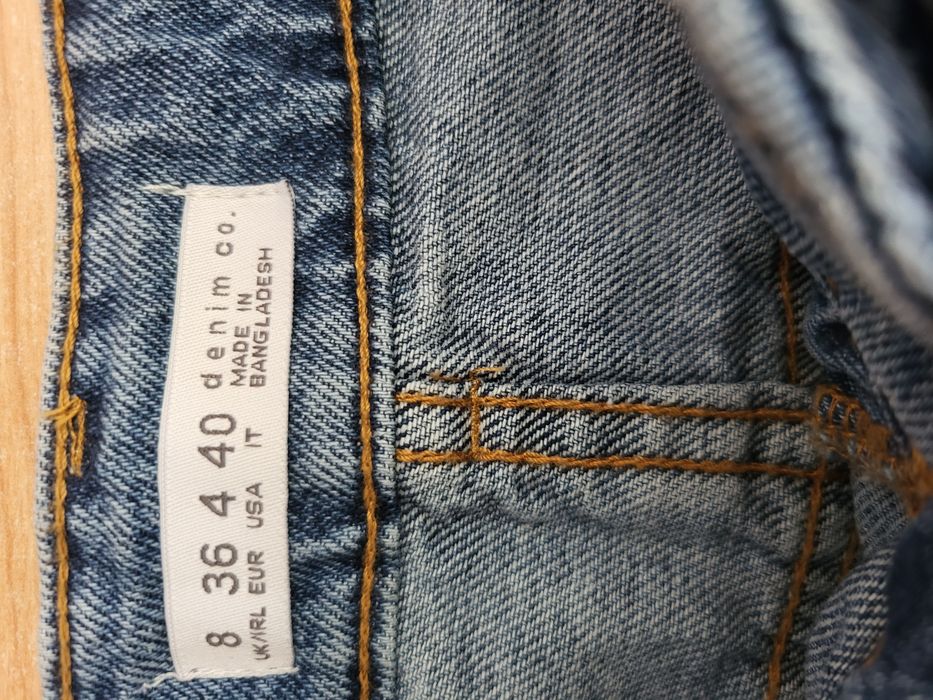 8 36 4 40 denim co.
UK/IRL EUR USA IT MADE IN
BANGLADESH